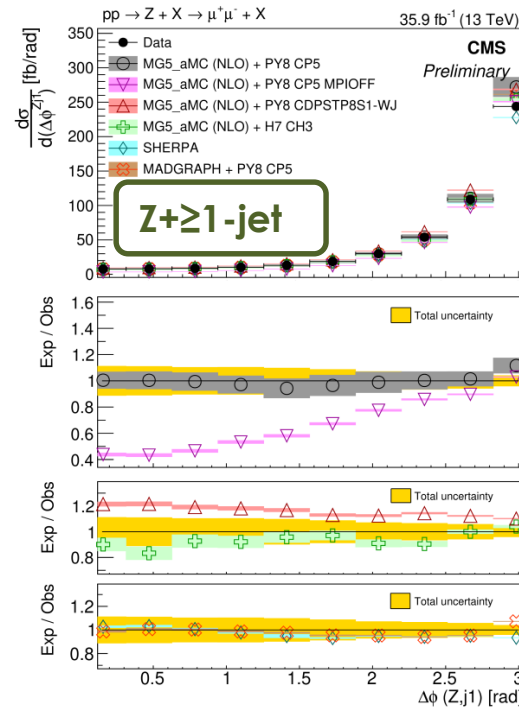 pp → Z + X → μ⁺μ⁻ + X
35.9 fb⁻¹ (13 TeV)
dσ/d(Δϕ^Zj1) [fb/rad]
CMS
Preliminary
Data
MG5_aMC (NLO) + PY8 CP5
MG5_aMC (NLO) + PY8 CP5 MPIOFF
MG5_aMC (NLO) + PY8 CDPSTP8S1-WJ
MG5_aMC (NLO) + H7 CH3
SHERPA
MADGRAPH + PY8 CP5
Z+≥1-jet
350
300
250
200
150
100
50
0
Exp / Obs
Total uncertainty
1.6
1.4
1.2
1
0.8
0.6
0.4
Exp / Obs
Total uncertainty
1.2
1
0.8
Exp / Obs
Total uncertainty
1.2
1
0.8
0.5
1
1.5
2
2.5
3
Δϕ (Z,j1) [rad]